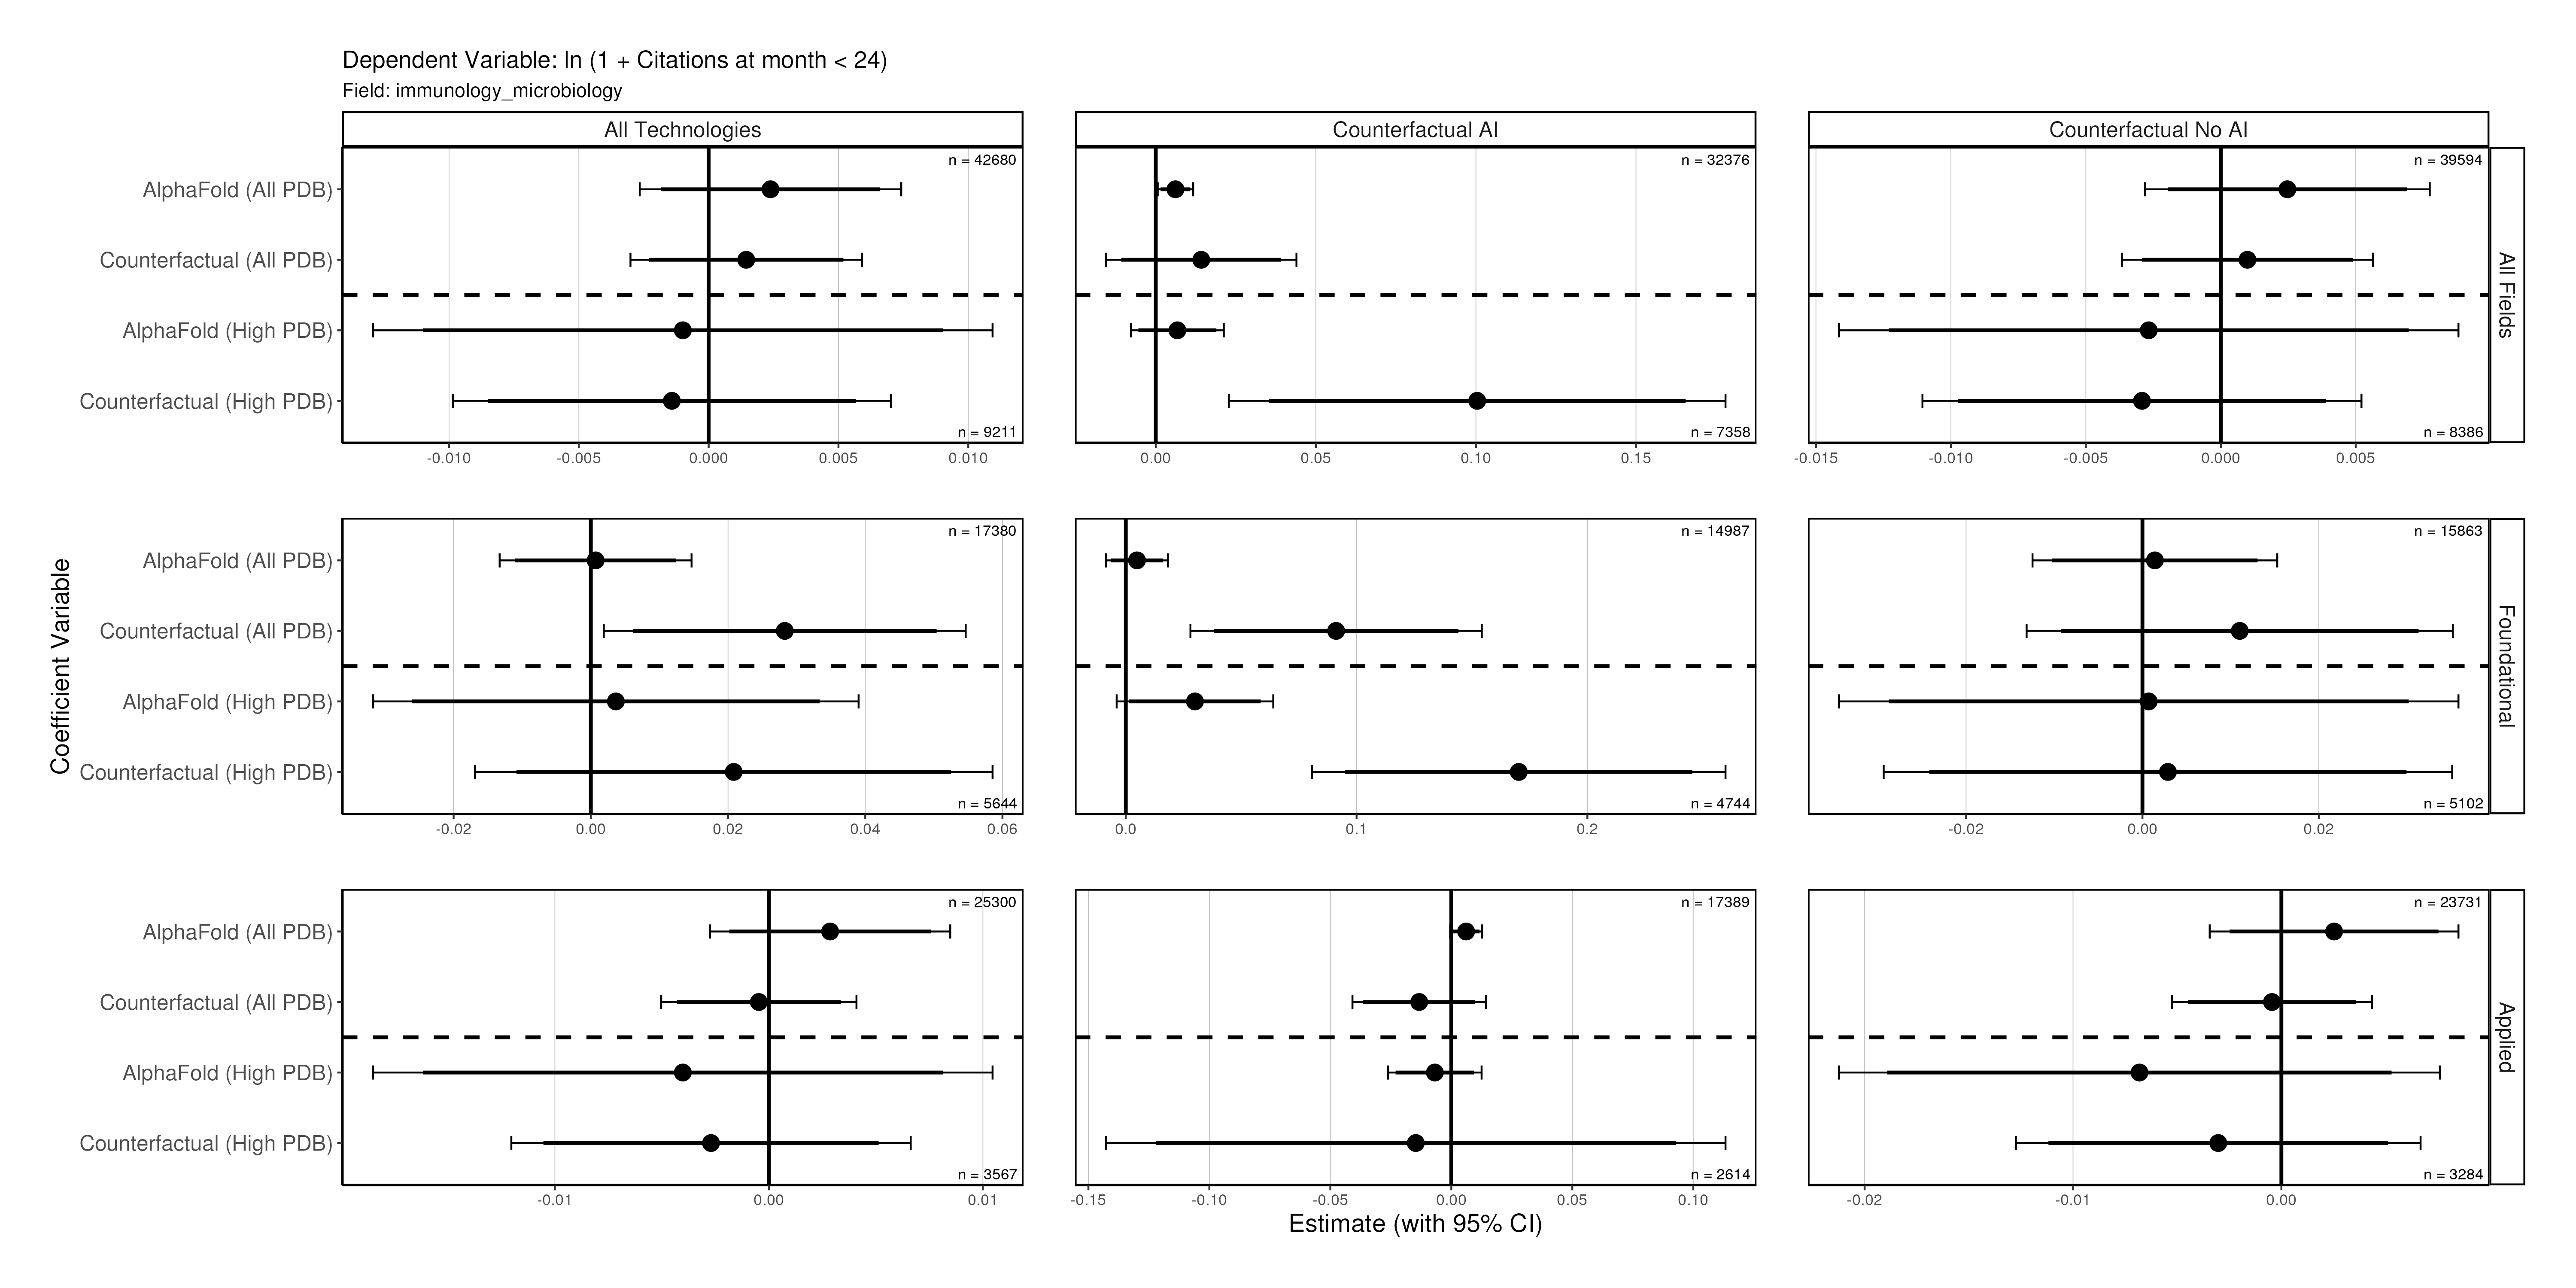 Dependent Variable: ln (1 + Citations at month < 24)
Field: immunology_microbiology
All Technologies
Counterfactual AI
Counterfactual No AI
AlphaFold (All PDB)
Counterfactual (All PDB)
AlphaFold (High PDB)
Counterfactual (High PDB)
n = 42680
n = 9211
-0.010 -0.005 0.000 0.005 0.010
n = 32376
n = 7358
0.00 0.05 0.10 0.15
n = 39594
n = 8386
-0.015 -0.010 -0.005 0.000 0.005
All Fields
Coefficient Variable
AlphaFold (All PDB)
Counterfactual (All PDB)
AlphaFold (High PDB)
Counterfactual (High PDB)
n = 17380
n = 5644
-0.02 0.00 0.02 0.04 0.06
n = 14987
n = 4744
0.0 0.1 0.2
n = 15863
n = 5102
-0.02 0.00 0.02
Foundational
AlphaFold (All PDB)
Counterfactual (All PDB)
AlphaFold (High PDB)
Counterfactual (High PDB)
n = 25300
n = 3567
-0.01 0.00 0.01
n = 17389
n = 2614
-0.15 -0.10 -0.05 0.00 0.05 0.10
n = 23731
n = 3284
-0.02 -0.01 0.00
Applied
Estimate (with 95% CI)